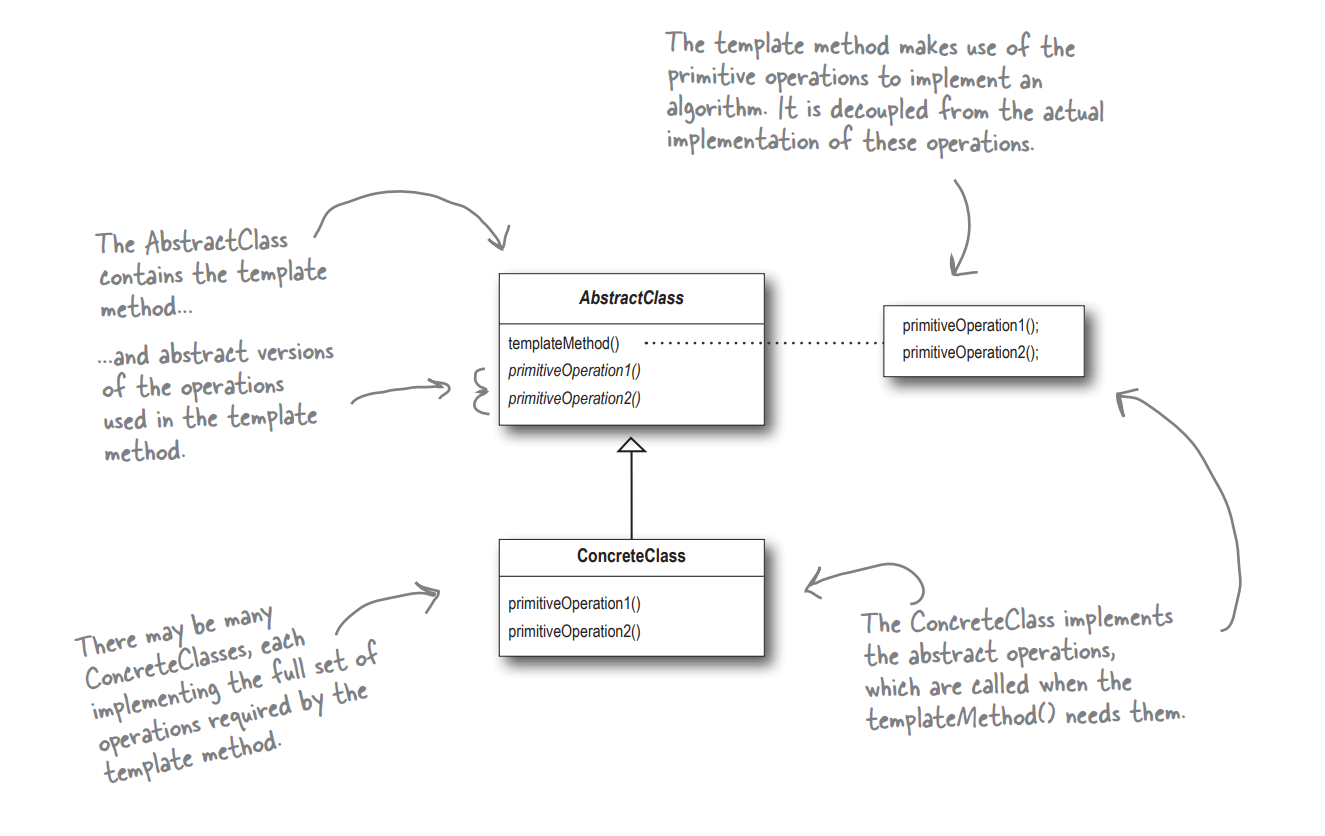 The template method makes use of the
primitive operations to implement an
algorithm. It is decoupled from the actual
implementation of these operations.
The AbstractClass
contains the template
method...
...and abstract versions
of the operations
used in the template
method.
AbstractClass
templateMethod()
primitiveOperation1()
primitiveOperation2()
primitiveOperation1();
primitiveOperation2();
ConcreteClass
primitiveOperation1()
primitiveOperation2()
There may be many
ConcreteClasses, each
implementing the full set of
operations required by the
template method.
The ConcreteClass implements
the abstract operations,
which are called when the
templateMethod() needs them.